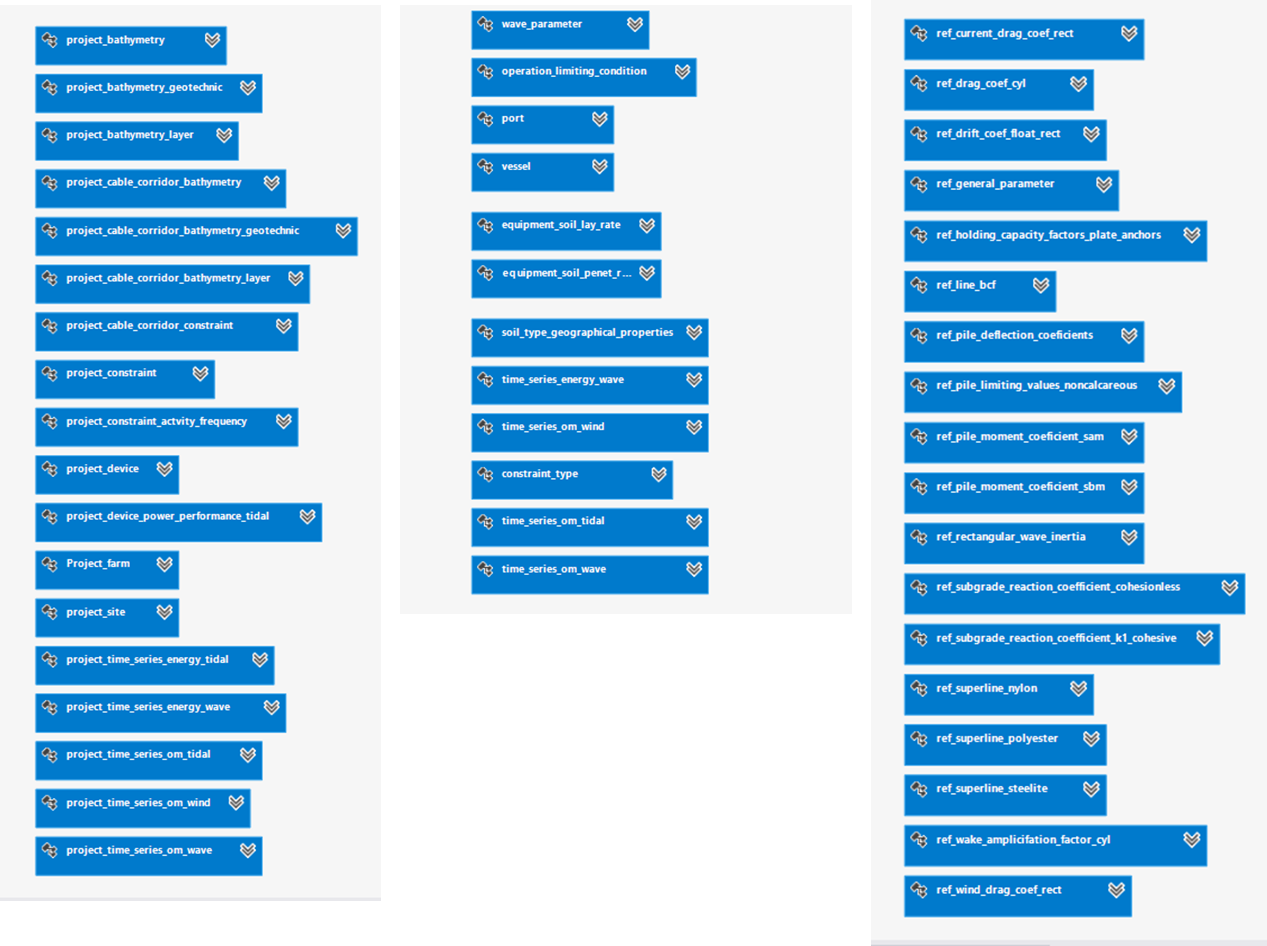 project_bathymetry
project_bathymetry_geotechnic
project_bathymetry_layer
project_cable_corridor_bathymetry
project_cable_corridor_bathymetry_geotechnic
project_cable_corridor_bathymetry_layer
project_cable_corridor_constraint
project_constraint
project_constraint_actvity_frequency
project_device
project_device_power_performance_tidal
Project_farm
project_site
project_time_series_energy_tidal
project_time_series_energy_wave
project_time_series_om_tidal
project_time_series_om_wind
project_time_series_om_wave
wave_parameter
operation_limiting_condition
port
vessel
equipment_soil_lay_rate
equipment_soil_penet_r...
soil_type_geographical_properties
time_series_energy_wave
time_series_om_wind
constraint_type
time_series_om_tidal
time_series_om_wave
ref_current_drag_coef_rect
ref_drag_coef_cyl
ref_drift_coef_float_rect
ref_general_parameter
ref_holding_capacity_factors_plate_anchors
ref_line_bcf
ref_pile_deflection_coeficients
ref_pile_limiting_values_noncalcareous
ref_pile_moment_coeficient_sam
ref_pile_moment_coeficient_sbm
ref_rectangular_wave_inertia
ref_subgrade_reaction_coefficient_cohesionless
ref_subgrade_reaction_coefficient_k1_cohesive
ref_superline_nylon
ref_superline_polyester
ref_superline_steelite
ref_wake_amplicifation_factor_cyl
ref_wind_drag_coef_rect